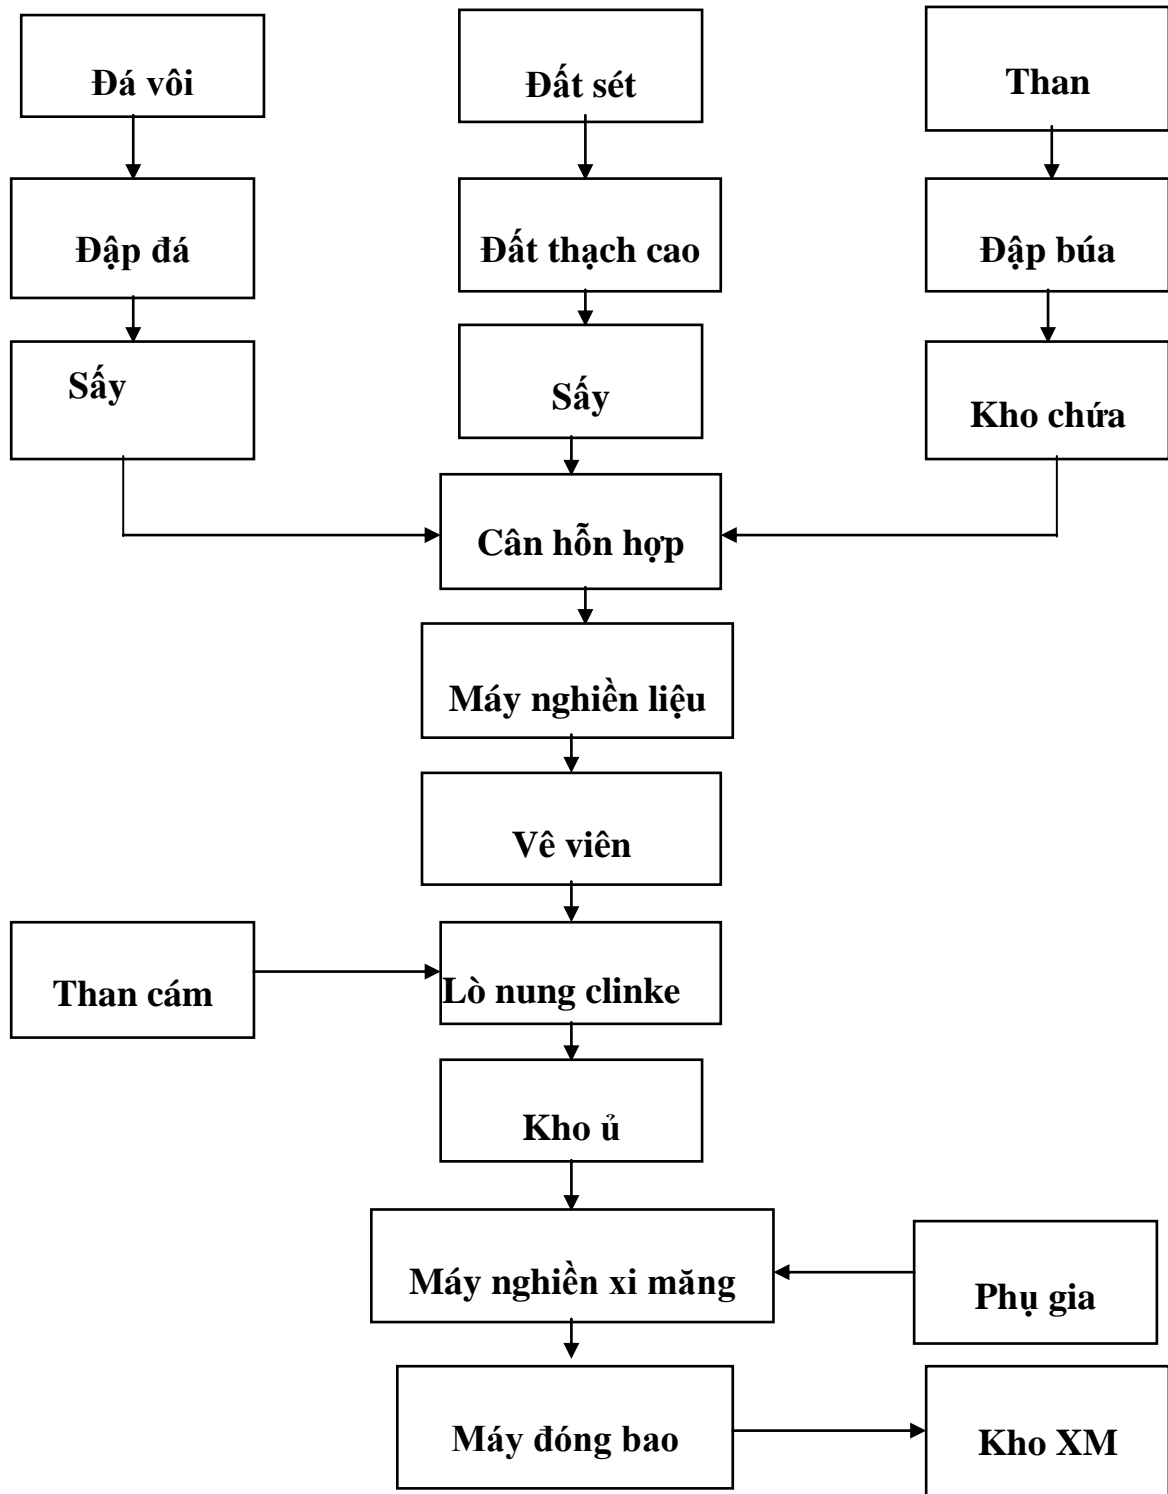 Đá vôi
Đất sét
Than
Đập đá
Đất thạch cao
Đập búa
Sấy
Sấy
Kho chứa
Cân hỗn hợp
Máy nghiền liệu
Vê viên
Than cám
Lò nung clinke
Kho ủ
Máy nghiền xi măng
Phụ gia
Máy đóng bao
Kho XM